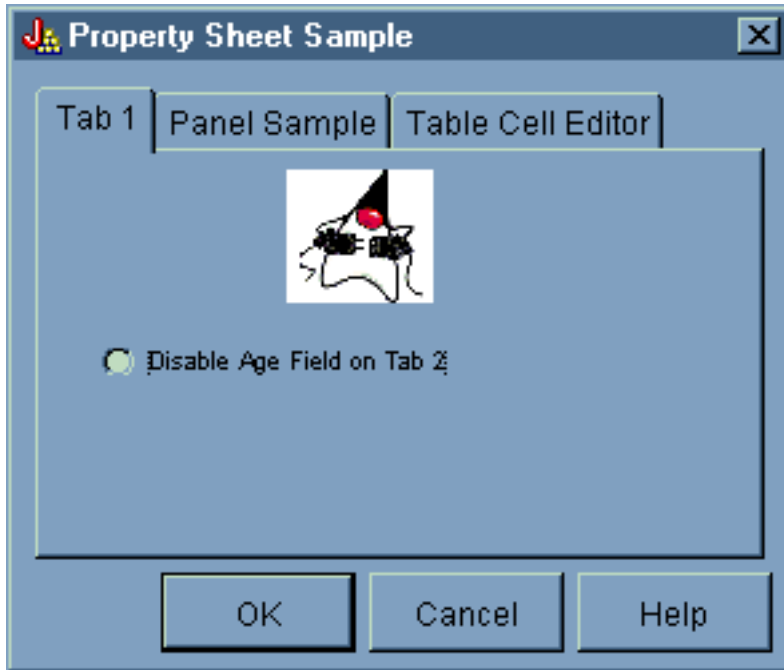 Property Sheet Sample
Tab 1 Panel Sample Table Cell Editor
Disable Age Field on Tab 2
OK Cancel Help